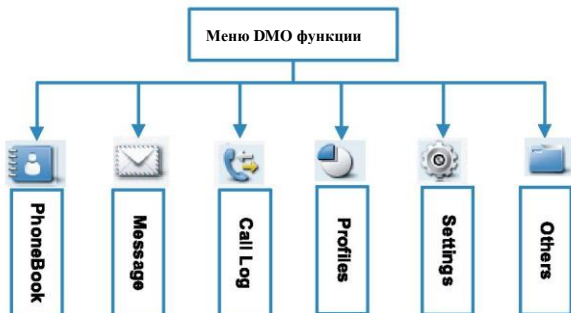 Меню DMO функции
PhoneBook
Message
Call Log
Profiles
Settings
Others